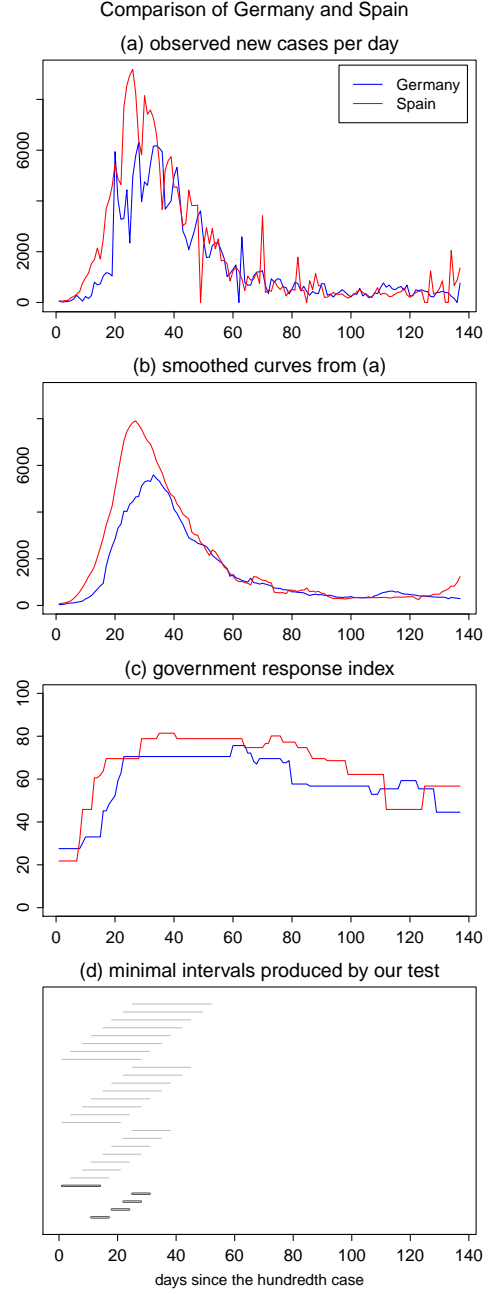 Comparison of Germany and Spain
(a) observed new cases per day
Germany
Spain
0 2000 6000
0 20 40 60 80 100 120 140
(b) smoothed curves from (a)
0 2000 6000
0 20 40 60 80 100 120 140
(c) government response index
0 20 40 60 80 100
0 20 40 60 80 100 120 140
(d) minimal intervals produced by our test
0 20 40 60 80 100 120 140
days since the hundredth case